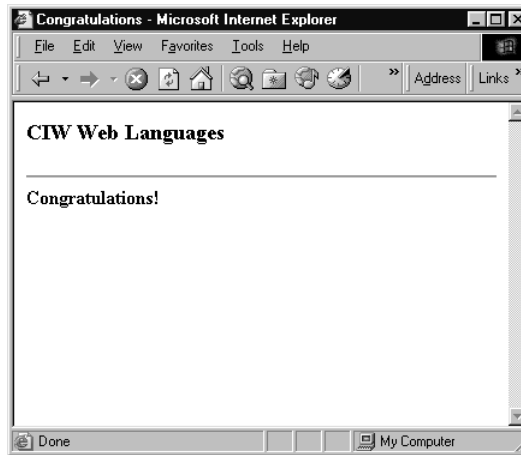 Congratulations - Microsoft Internet Explorer
File Edit View Favorites Tools Help
» Address Links »
CIW Web Languages
Congratulations!
Done My Computer